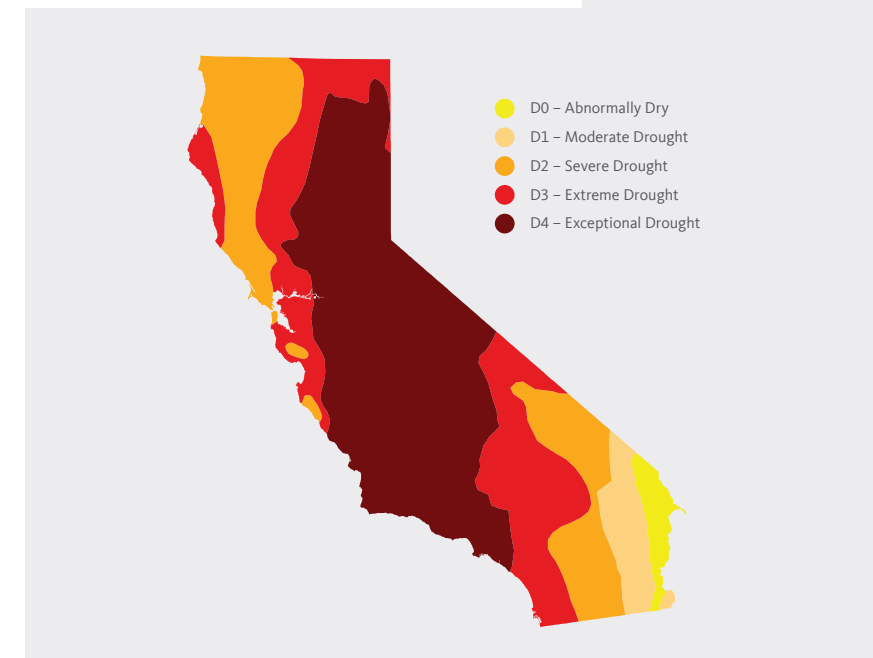 D0 – Abnormally Dry
D1 – Moderate Drought
D2 – Severe Drought
D3 – Extreme Drought
D4 – Exceptional Drought